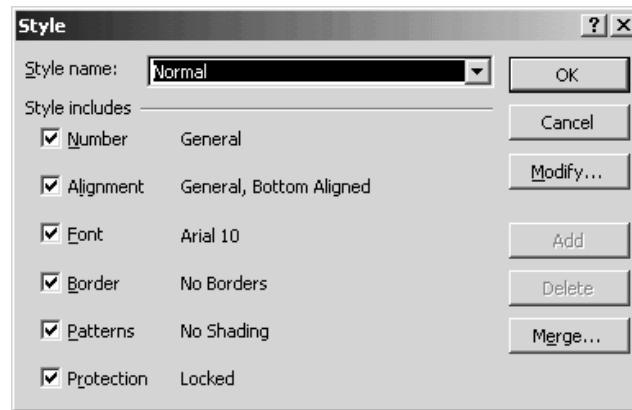 Style
Style name: Normal
OK
Style includes
Cancel
Number General
Modify...
Alignment General, Bottom Aligned
Font Arial 10
Add
Border No Borders
Delete
Patterns No Shading
Merge...
Protection Locked